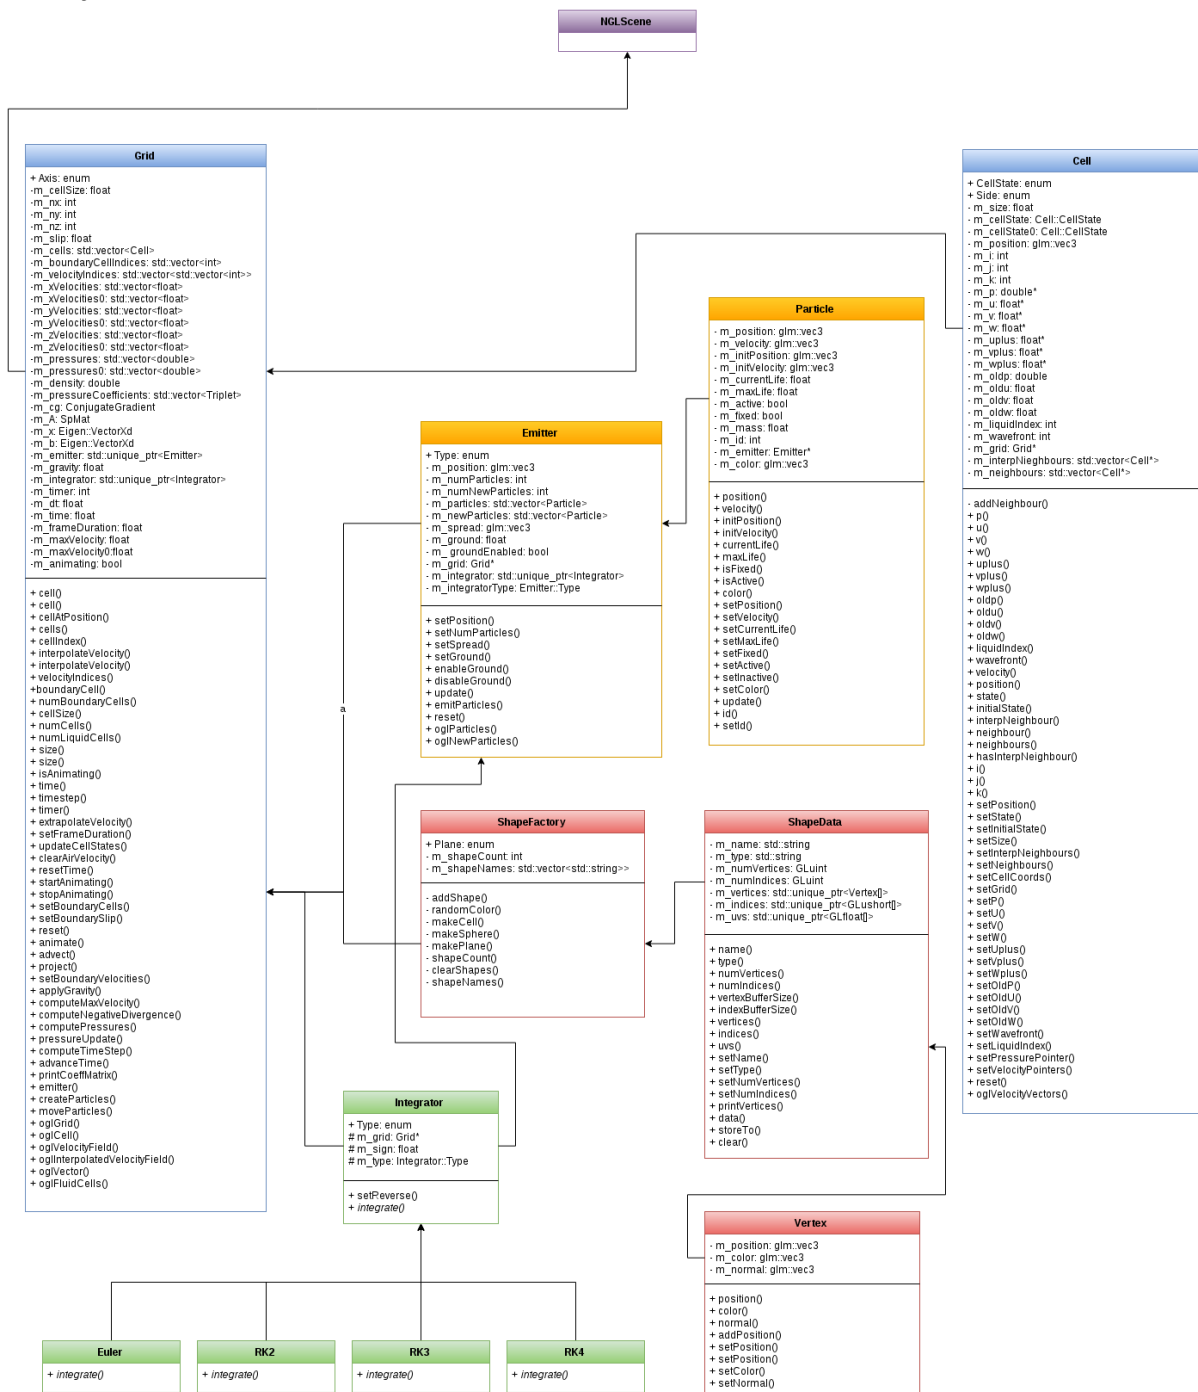 NGLScene
Grid
+ Axis: enum
-m_cellSize: float
-m_nx: int
-m_ny: int
-m_nz: int
-m_slip: float
-m_cells: std::vector<Cell>
-m_boundaryCellIndices: std::vector<int>
-m_velocityIndices: std::vector<std::vector<int>>
-m_xVelocities: std::vector<float>
-m_xVelocities0: std::vector<float>
-m_yVelocities: std::vector<float>
-m_yVelocities0: std::vector<float>
-m_zVelocities: std::vector<float>
-m_zVelocities0: std::vector<float>
-m_pressures: std::vector<double>
-m_pressures0: std::vector<double>
-m_density: double
-m_pressureCoefficients: std::vector<Triplet>
-m_cg: ConjugateGradient
-m_A: SpMat
-m_x: Eigen::VectorXd
-m_b: Eigen::VectorXd
-m_emitter: std::unique_ptr<Emitter>
-m_gravity: float
-m_integrator: std::unique_ptr<Integrator>
-m_timer: int
-m_dt: float
-m_time: float
-m_frameDuration: float
-m_maxVelocity: float
-m_maxVelocity0:float
-m_animating: bool
+ cell()
+ cell()
+ cellAtPosition()
+ cells()
+ cellIndex()
+ interpolateVelocity()
+ interpolateVelocity()
+ velocityIndices()
+boundaryCell()
+ numBoundaryCells()
+ cellSize()
+ numCells()
+ numLiquidCells()
+ size()
+ size()
+ isAnimating()
+ time()
+ timestep()
+ timer()
+ extrapolateVelocity()
+ setFrameDuration()
+ updateCellStates()
+ clearAirVelocity()
+ resetTime()
+ startAnimating()
+ stopAnimating()
+ setBoundaryCells()
+ setBoundarySlip()
+ reset()
+ animate()
+ advect()
+ project()
+ setBoundaryVelocities()
+ applyGravity()
+ computeMaxVelocity()
+ computeNegativeDivergence()
+ computePressures()
+ pressureUpdate()
+ computeTimeStep()
+ advanceTime()
+ printCoeffMatrix()
+ emitter()
+ createParticles()
+ moveParticles()
+ oglGrid()
+ oglCell()
+ oglVelocityField()
+ oglInterpolatedVelocityField()
+ oglVector()
+ oglFluidCells()
a
Emitter
+ Type: enum
- m_position: glm::vec3
- m_numParticles: int
- m_numNewParticles: int
- m_particles: std::vector<Particle>
- m_newParticles: std::vector<Particle>
- m_spread: glm::vec3
- m_ground: float
- m_ groundEnabled: bool
- m_grid: Grid*
- m_integrator: std::unique_ptr<Integrator>
- m_integratorType: Emitter::Type
+ setPosition()
+ setNumParticles()
+ setSpread()
+ setGround()
+ enableGround()
+ disableGround()
+ update()
+ emitParticles()
+ reset()
+ oglParticles()
+ oglNewParticles()
Particle
- m_position: glm::vec3
- m_velocity: glm::vec3
- m_initPosition: glm::vec3
- m_initVelocity: glm::vec3
- m_currentLife: float
- m_maxLife: float
- m_active: bool
- m_fixed: bool
- m_mass: float
- m_id: int
- m_emitter: Emitter*
- m_color: glm::vec3
+ position()
+ velocity()
+ initPosition()
+ initVelocity()
+ currentLife()
+ maxLife()
+ isFixed()
+ isActive()
+ color()
+ setPosition()
+ setVelocity()
+ setCurrentLife()
+ setMaxLife()
+ setFixed()
+ setActive()
+ setInactive()
+ setColor()
+ update()
+ id()
+ setId()
Cell
+ CellState: enum
+ Side: enum
- m_size: float
- m_cellState: Cell::CellState
- m_cellState0: Cell::CellState
- m_position: glm::vec3
- m_i: int
- m_j: int
- m_k: int
- m_p: double*
- m_u: float*
- m_v: float*
- m_w: float*
- m_uplus: float*
- m_vplus: float*
- m_wplus: float*
- m_oldp: double
- m_oldu: float
- m_oldv: float
- m_oldw: float
- m_liquidIndex: int
- m_wavefront: int
- m_grid: Grid*
- m_interpNieghbours: std::vector<Cell*>
- m_neighbours: std::vector<Cell*>
- addNeighbour()
+ p()
+ u()
+ v()
+ w()
+ uplus()
+ vplus()
+ wplus()
+ oldp()
+ oldu()
+ oldv()
+ oldw()
+ liquidIndex()
+ wavefront()
+ velocity()
+ position()
+ state()
+ initialState()
+ interpNeighbour()
+ neighbour()
+ neighbours()
+ hasInterpNeighbour()
+ i()
+ j()
+ k()
+ setPosition()
+ setState()
+ setInitialState()
+ setSize()
+ setInterpNeighbours()
+ setNeighbours()
+ setCellCoords()
+ setGrid()
+ setP()
+ setU()
+ setV()
+ setW()
+ setUplus()
+ setVplus()
+ setWplus()
+ setOldP()
+ setOldU()
+ setOldV()
+ setOldW()
+ setWavefront()
+ setLiquidIndex()
+ setPressurePointer()
+ setVelocityPointers()
+ reset()
+ oglVelocityVectors()
ShapeFactory
+ Plane: enum
- m_shapeCount: int
- m_shapeNames: std::vector<std::string>>
- addShape()
- randomColor()
- makeCell()
- makeSphere()
- makePlane()
- shapeCount()
- clearShapes()
- shapeNames()
ShapeData
- m_name: std::string
- m_type: std::string
- m_numVertices: GLuint
- m_numIndices: GLuint
- m_vertices: std::unique_ptr<Vertex[]>
- m_indices: std::unique_ptr<GLushort[]>
- m_uvs: std::unique_ptr<GLfloat[]>
+ name()
+ type()
+ numVertices()
+ numIndices()
+ vertexBufferSize()
+ indexBufferSize()
+ vertices()
+ indices()
+ uvs()
+ setName()
+ setType()
+ setNumVertices()
+ setNumIndices()
+ printVertices()
+ data()
+ storeTo()
+ clear()
Integrator
+ Type: enum
# m_grid: Grid*
# m_sign: float
# m_type: Integrator::Type
+ setReverse()
+ integrate()
Vertex
- m_position: glm::vec3
- m_color: glm::vec3
- m_normal: glm::vec3
+ position()
+ color()
+ normal()
+ addPosition()
+ setPosition()
+ setPosition()
+ setColor()
+ setNormal()
Euler
+ integrate()
RK2
+ integrate()
RK3
+ integrate()
RK4
+ integrate()